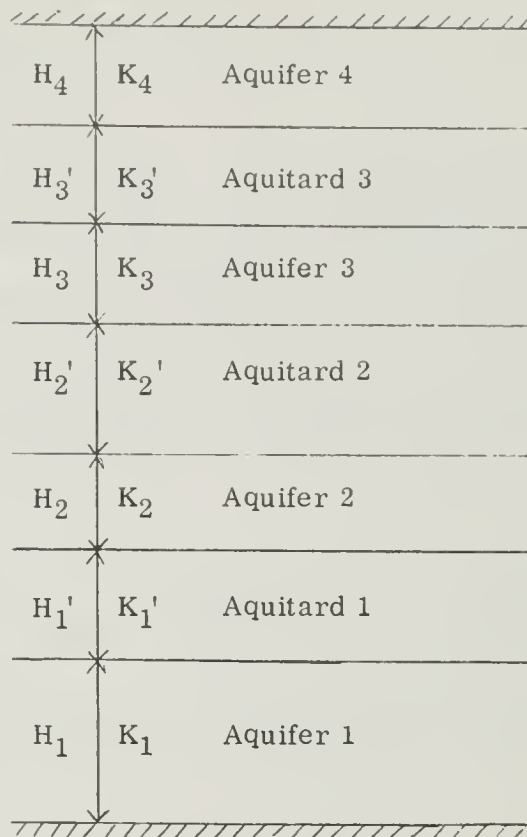 H₄ K₄ Aquifer 4
H₃' K₃' Aquitard 3
H₃ K₃ Aquifer 3
H₂' K₂' Aquitard 2
H₂ K₂ Aquifer 2
H₁' K₁' Aquitard 1
H₁ K₁ Aquifer 1